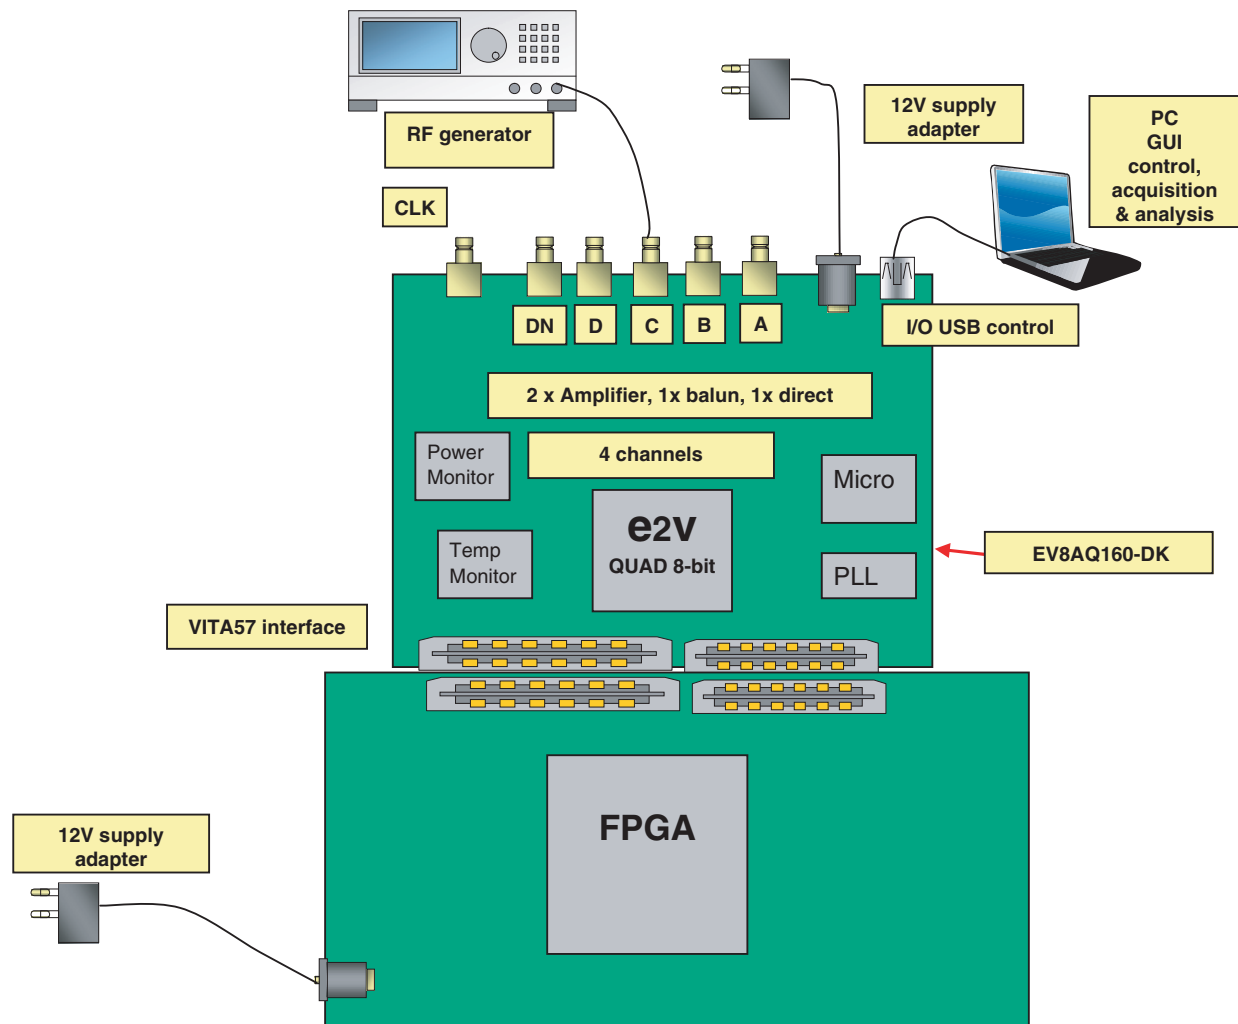 RF generator
12V supply
adapter
PC
GUI
control,
acquisition
& analysis
CLK
DN
D
C
B
A
I/O USB control
2 x Amplifier, 1x balun, 1x direct
Power
Monitor
4 channels
Micro
e2v
QUAD 8-bit
Temp
Monitor
PLL
EV8AQ160-DK
VITA57 interface
FPGA
12V supply
adapter